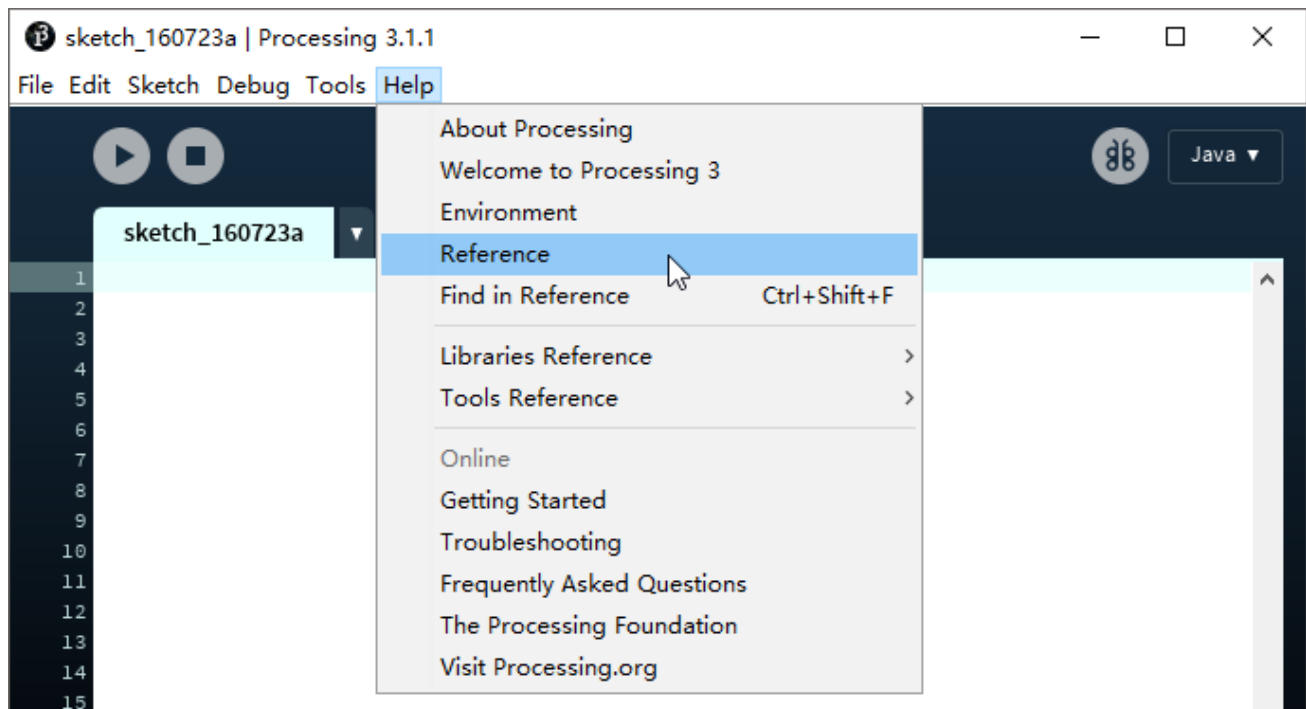 sketch_160723a | Processing 3.1.1
File Edit Sketch Debug Tools Help
Java ▼
sketch_160723a ▼
About Processing
Welcome to Processing 3
Environment
Reference
Find in Reference Ctrl+Shift+F
Libraries Reference
Tools Reference
Online
Getting Started
Troubleshooting
Frequently Asked Questions
The Processing Foundation
Visit Processing.org
1
2
3
4
5
6
7
8
9
10
11
12
13
14
15